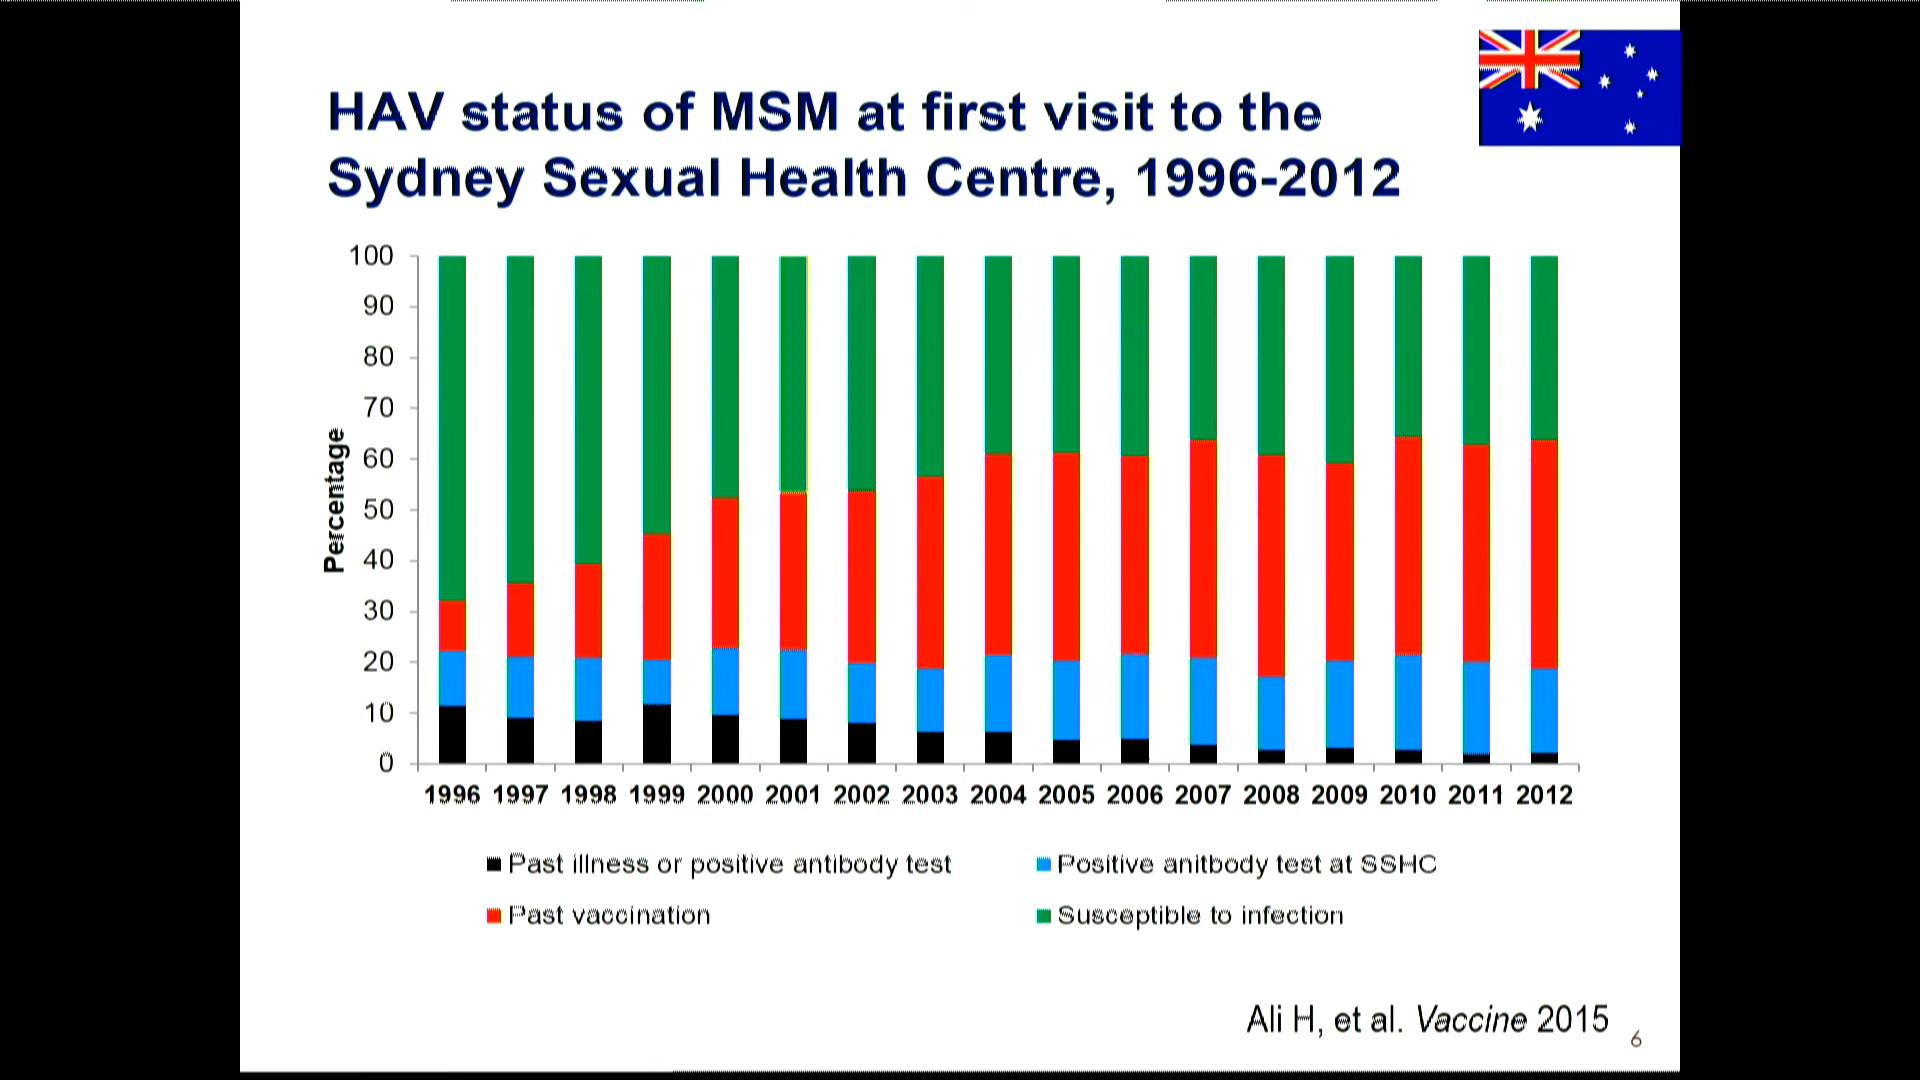 HAV status of MSM at first visit to the
Sydney Sexual Health Centre, 1996-2012
100
90
80
70
60
50
40
30
20
10
0
Percentage
1996 1997 1998 1999 2000 2001 2002 2003 2004 2005 2006 2007 2008 2009 2010 2011 2012
Past illness or positive antibody test
Positive anitbody test at SSHC
Past vaccination
Susceptible to infection
Ali H, et al. Vaccine 2015
6